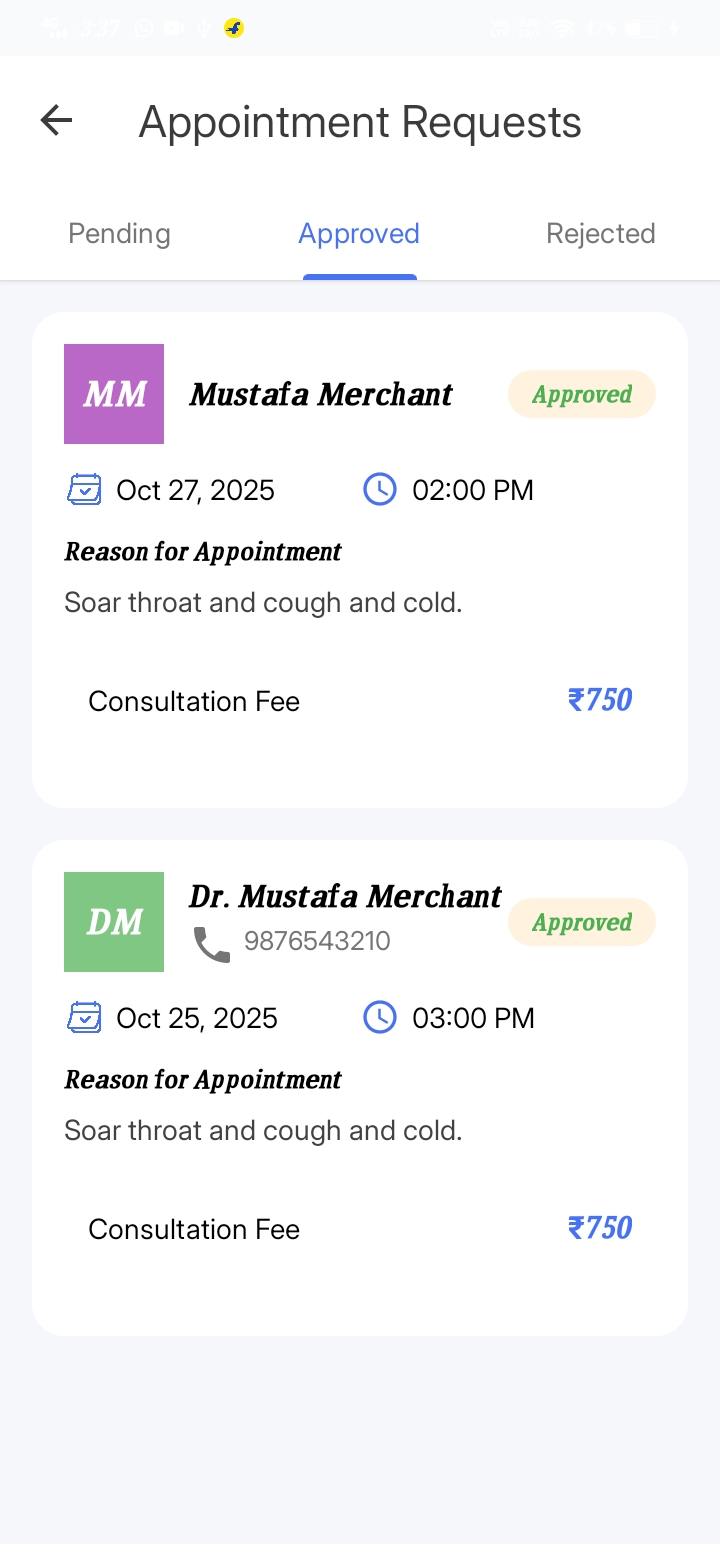 3:37
Appointment Requests
Pending Approved Rejected
MM Mustafa Merchant Approved
Oct 27, 2025 02:00 PM
Reason for Appointment
Soar throat and cough and cold.
Consultation Fee ₹750
DM Dr. Mustafa Merchant Approved
9876543210
Oct 25, 2025 03:00 PM
Reason for Appointment
Soar throat and cough and cold.
Consultation Fee ₹750